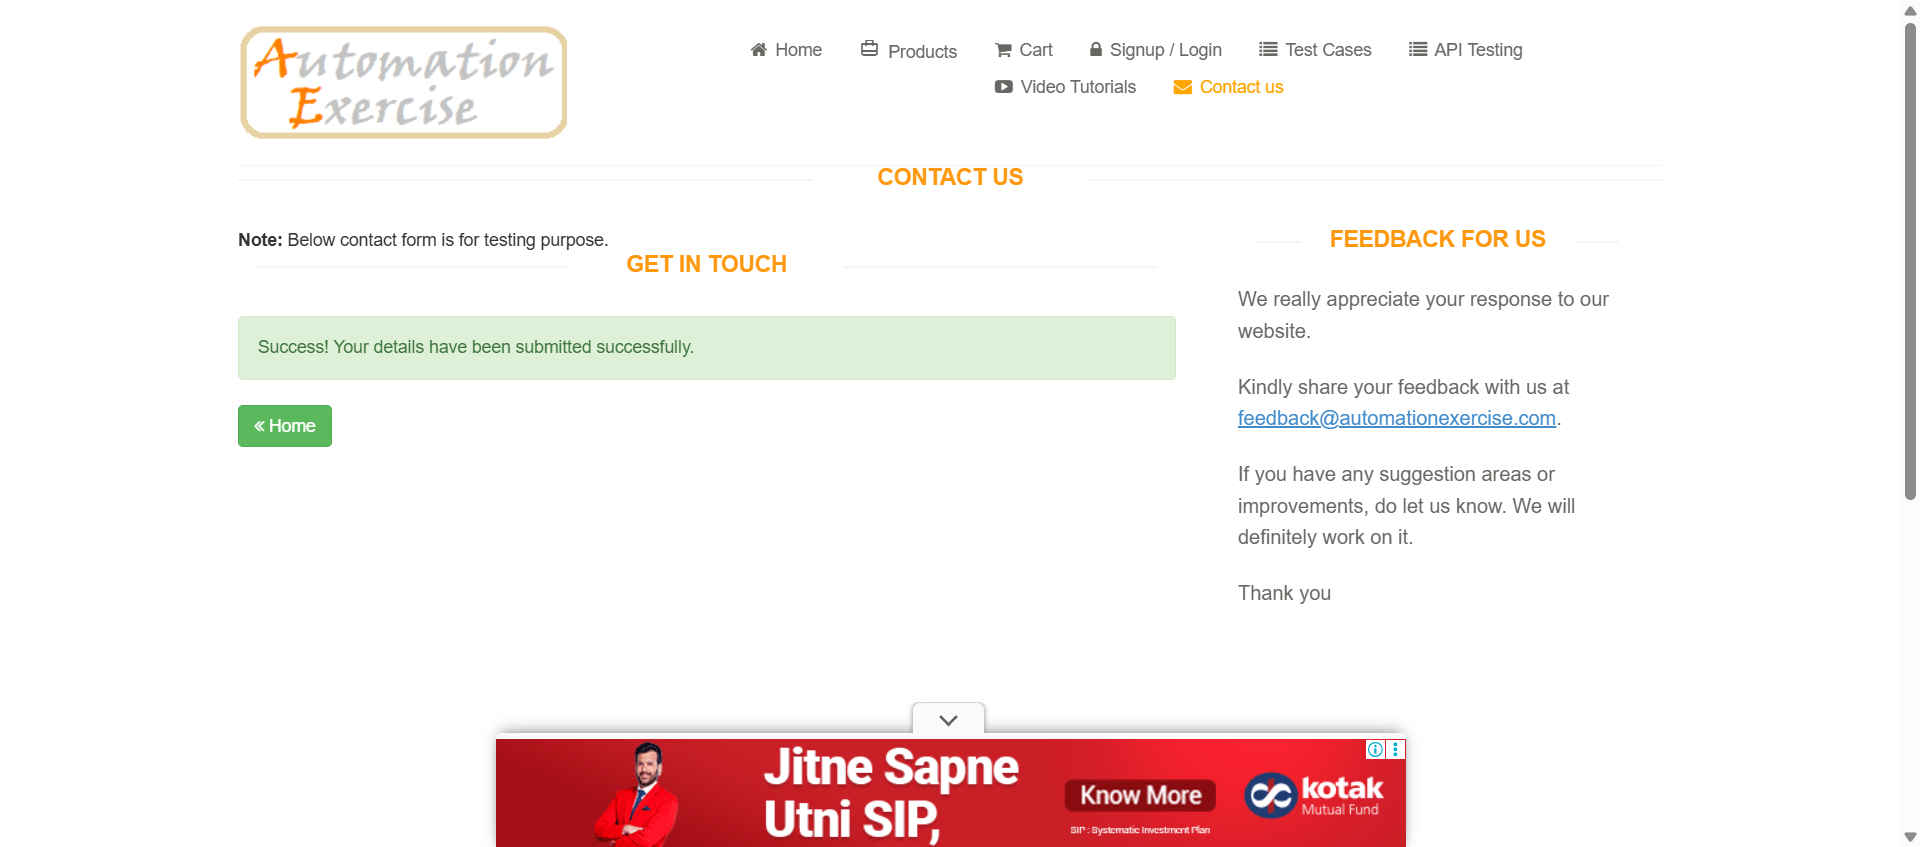 Automation
Exercise
Home
Products
Cart
Signup / Login
Test Cases
API Testing
Video Tutorials
Contact us
CONTACT US
Note: Below contact form is for testing purpose.
GET IN TOUCH
Success! Your details have been submitted successfully.
« Home
FEEDBACK FOR US
We really appreciate your response to our
website.
Kindly share your feedback with us at
feedback@automationexercise.com.
If you have any suggestion areas or
improvements, do let us know. We will
definitely work on it.
Thank you
Jitne Sapne
Utni SIP,
Know More
SIP : Systematic Investment Plan
kotak
Mutual Fund